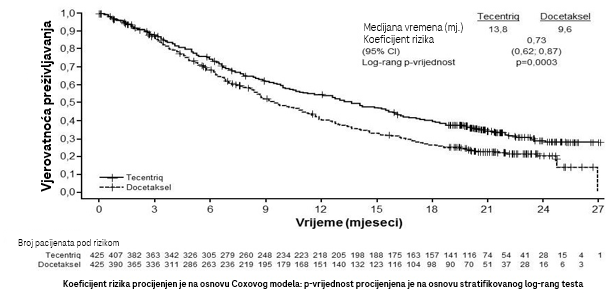 Tecentriq Docetaksel
Medijana vremena (mj.) 13,8 9,6
Koeficijent rizika 0,73
(95% CI) (0,62; 0,87)
Log-rang p-vrijednost p=0,0003
Vjerovatnoća preživljavanja
1,0
0,9
0,8
0,7
0,6
0,5
0,4
0,3
0,2
0,1
0,0
Tecentriq
Docetaksel
0 3 6 9 12 15 18 21 24 27
Vrijeme (mjeseci)
Broj pacijenata pod rizikom
Tecentriq 425 407 382 363 342 326 305 279 260 248 234 223 218 205 198 188 175 163 157 141 116 74 54 41 28 15 4 1
Docetaksel 425 390 365 336 311 286 263 236 219 195 179 168 151 140 132 123 116 104 98 90 70 51 37 28 16 6 3
Koeficijent rizika procijenjen je na osnovu Coxovog modela: p-vrijednost procijenjena je na osnovu stratifikovanog log-rang testa